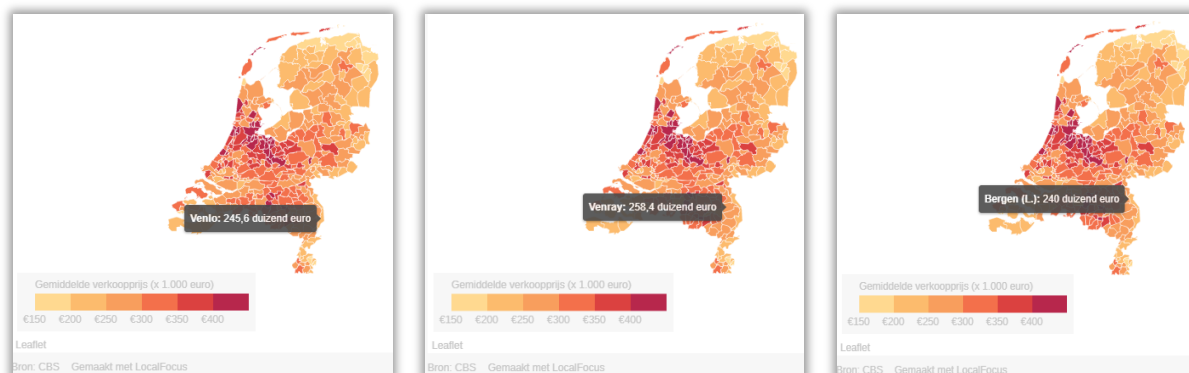 Venlo: 245,6 duizend euro
Gemiddelde verkoopprijs (x 1.000 euro)
€150 €200 €250 €300 €350 €400
Leaflet
Bron: CBS Gemaakt met LocalFocus
Venray: 258,4 duizend euro
Gemiddelde verkoopprijs (x 1.000 euro)
€150 €200 €250 €300 €350 €400
Leaflet
Bron: CBS Gemaakt met LocalFocus
Bergen (L.): 240 duizend euro
Gemiddelde verkoopprijs (x 1.000 euro)
€150 €200 €250 €300 €350 €400
Leaflet
Bron: CBS Gemaakt met LocalFocus